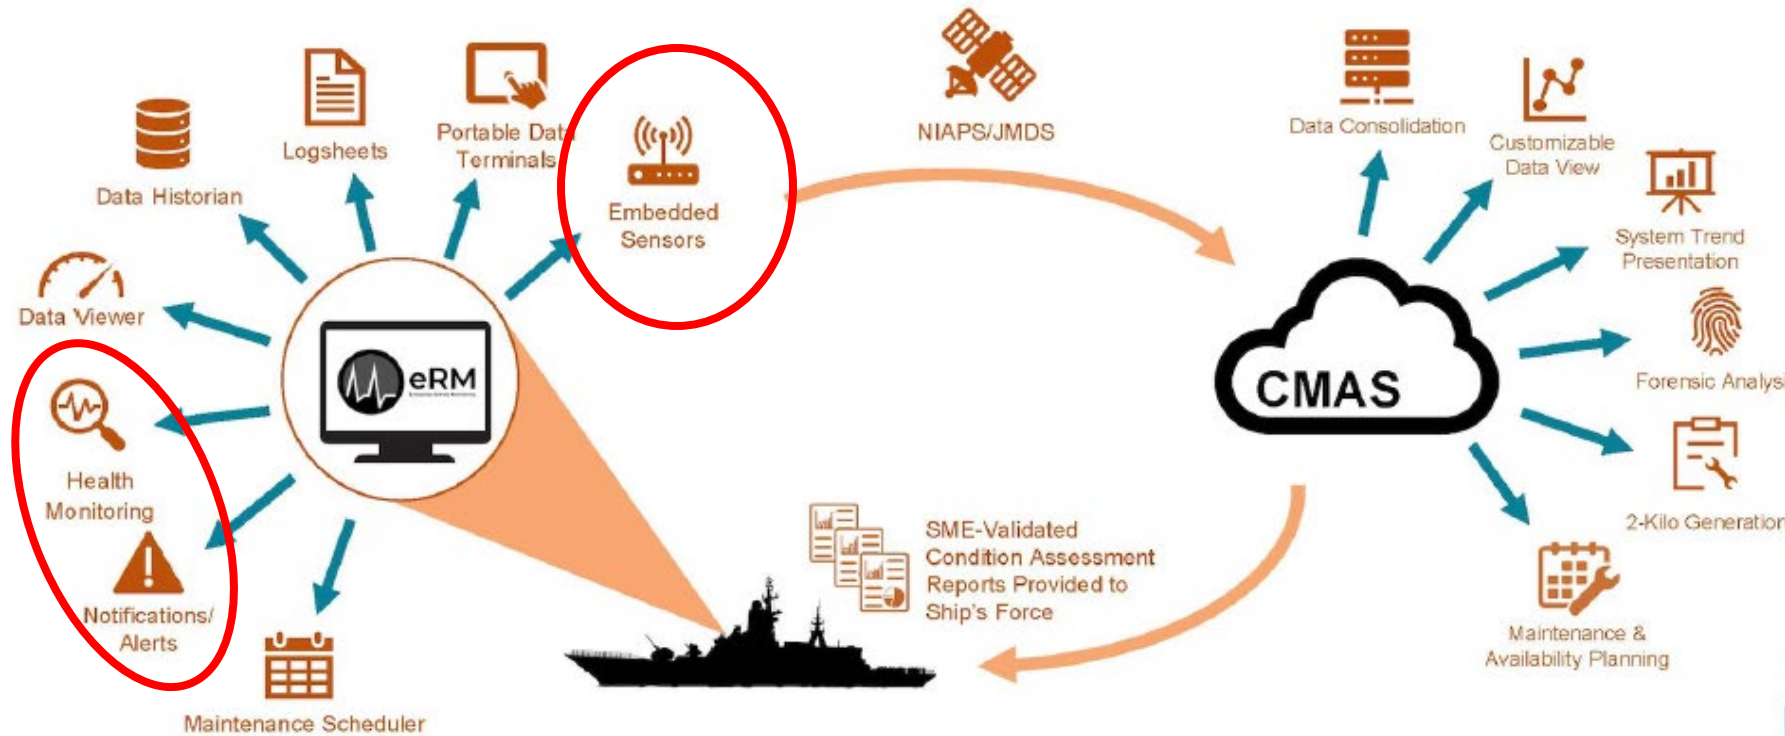 NIAPS/JMDS
Logsheets
Portable Data
Terminals
Data Historian
Embedded
Sensors
Data Viewer
eRM
Health
Monitoring
Notifications/
Alerts
Maintenance Scheduler
Data Consolidation
Customizable
Data View
System Trend
Presentation
CMAS
Forensic Analysi
2-Kilo Generation
Maintenance &
Availability Planning
SME-Validated
Condition Assessment
Reports Provided to
Ship's Force